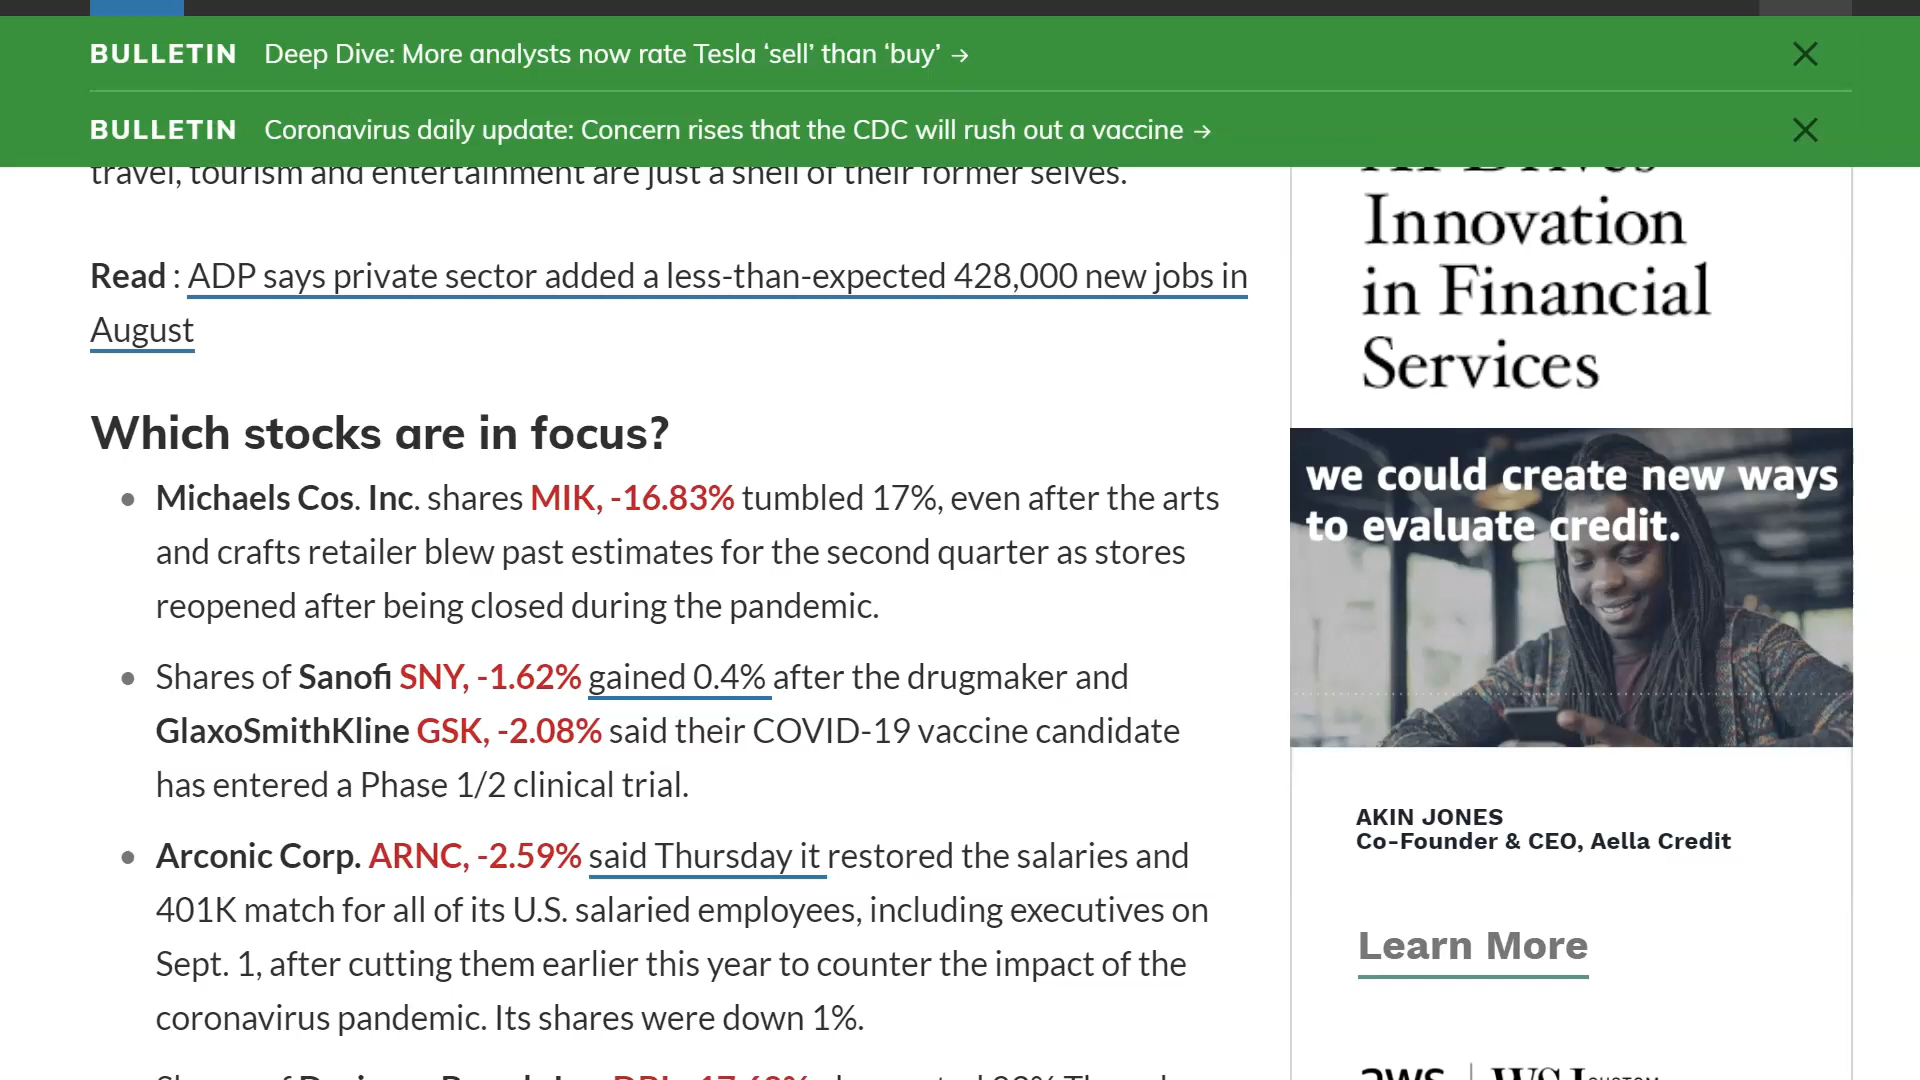 BULLETIN Deep Dive: More analysts now rate Tesla ‘sell’ than ‘buy’ →
BULLETIN Coronavirus daily update: Concern rises that the CDC will rush out a vaccine →
travel, tourism and entertainment are just a shell of their former selves.
Read : ADP says private sector added a less-than-expected 428,000 new jobs in
August
Which stocks are in focus?
• Michaels Cos. Inc. shares MIK, -16.83% tumbled 17%, even after the arts
and crafts retailer blew past estimates for the second quarter as stores
reopened after being closed during the pandemic.
• Shares of Sanofi SNY, -1.62% gained 0.4% after the drugmaker and
GlaxoSmithKline GSK, -2.08% said their COVID-19 vaccine candidate
has entered a Phase 1/2 clinical trial.
• Arconic Corp. ARNC, -2.59% said Thursday it restored the salaries and
401K match for all of its U.S. salaried employees, including executives on
Sept. 1, after cutting them earlier this year to counter the impact of the
coronavirus pandemic. Its shares were down 1%.
Shares of
Innovation
in Financial
Services
we could create new ways
to evaluate credit.
AKIN JONES
Co-Founder & CEO, Aella Credit
Learn More
aws | WSJ CUSTOM